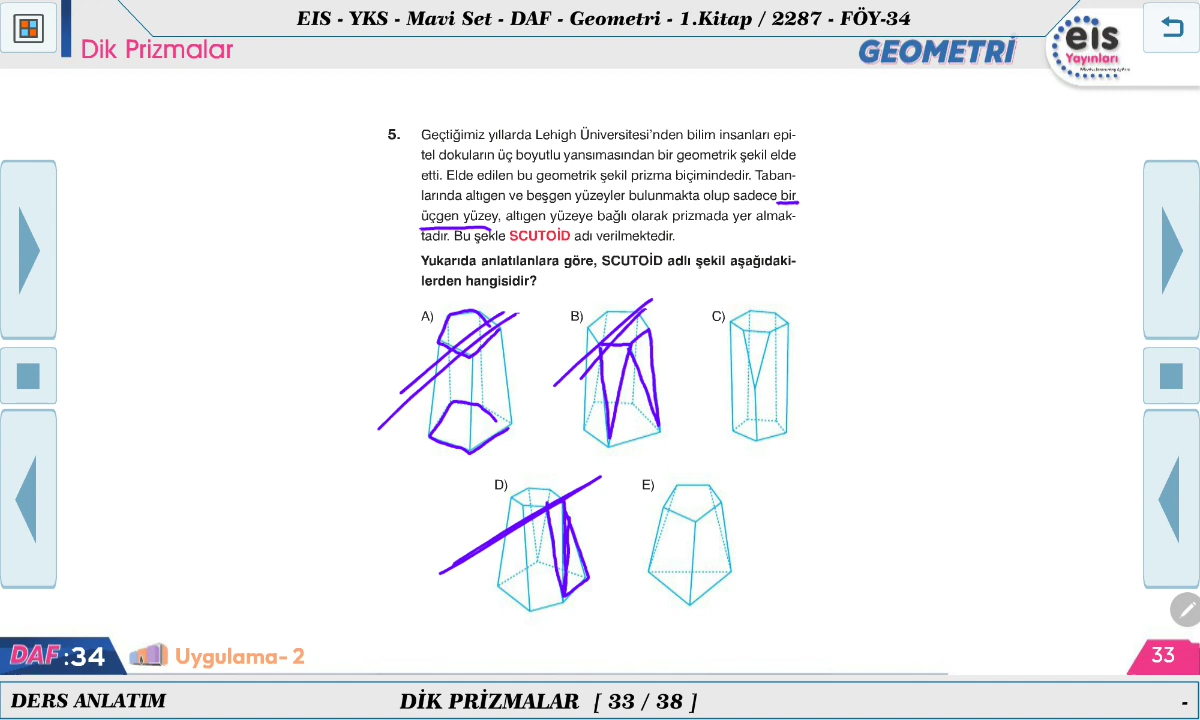 EIS - YKS - Mavi Set - DAF - Geometri - 1.Kitap / 2287 - FÖY-34
Dik Prizmalar
GEOMETRİ
eis
Yayınları
5. Geçtiğimiz yıllarda Lehigh Üniversitesi'nden bilim insanları epi-
tel dokuların üç boyutlu yansımasından bir geometrik şekil elde
etti. Elde edilen bu geometrik şekil prizma biçimindedir. Taban-
larında altıgen ve beşgen yüzeyler bulunmakta olup sadece bir
üçgen yüzey, altıgen yüzeye bağlı olarak prizmada yer almak-
tadır. Bu şekle SCUTOİD adı verilmektedir.
Yukarıda anlatılanlara göre, SCUTOİD adlı şekil aşağıdaki-
lerden hangisidir?
A) B) C)
D) E)
DAF:34 Uygulama- 2
33
DERS ANLATIM DİK PRİZMALAR [ 33 / 38 ] -